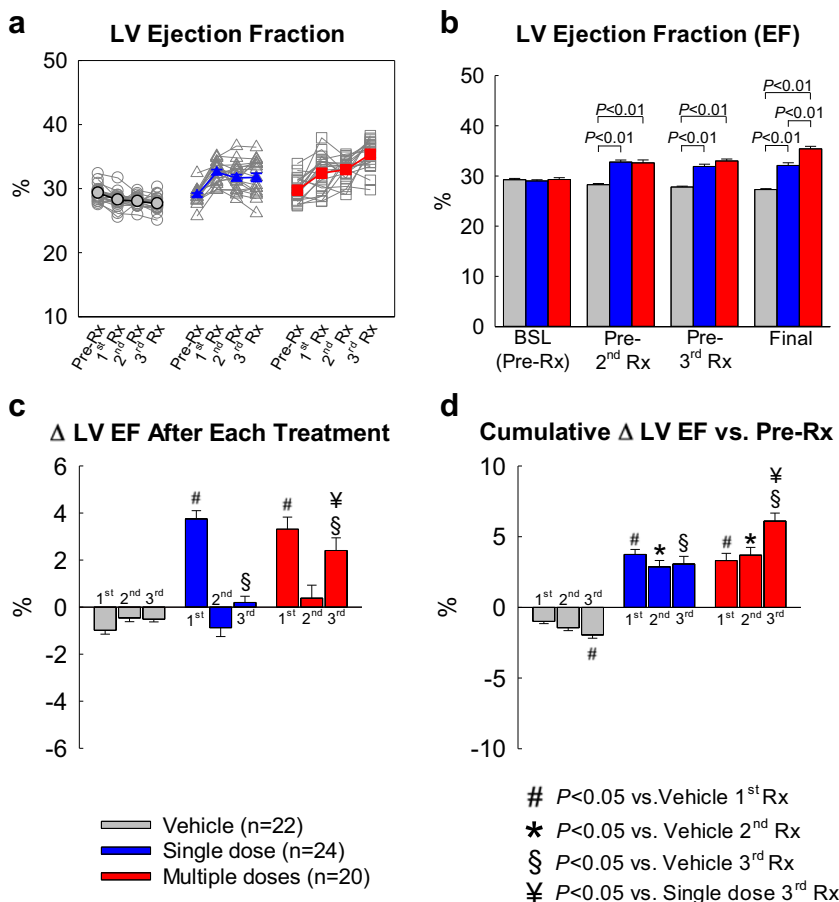 a
LV Ejection Fraction
50
40
30
20
10
%
Pre-Rx
1st Rx
2nd Rx
3rd Rx
Pre-Rx
1st Rx
2nd Rx
3rd Rx
Pre-Rx
1st Rx
2nd Rx
3rd Rx
b
LV Ejection Fraction (EF)
50
40
30
20
10
0
%
P<0.01
P<0.01
P<0.01
P<0.01
P<0.01
P<0.01
P<0.01
BSL
(Pre-Rx)
Pre-
2nd Rx
Pre-
3rd Rx
Final
c
Δ LV EF After Each Treatment
6
4
2
0
-2
-4
-6
%
1st 2nd 3rd
# § # ¥ §
1st 2nd 3rd
1st 2nd 3rd
d
Cumulative Δ LV EF vs. Pre-Rx
10
5
0
-5
-10
%
1st 2nd 3rd
#
# * § # * ¥ §
1st 2nd 3rd
1st 2nd 3rd
Vehicle (n=22)
Single dose (n=24)
Multiple doses (n=20)
# P<0.05 vs.Vehicle 1st Rx
* P<0.05 vs. Vehicle 2nd Rx
§ P<0.05 vs. Vehicle 3rd Rx
¥ P<0.05 vs. Single dose 3rd Rx